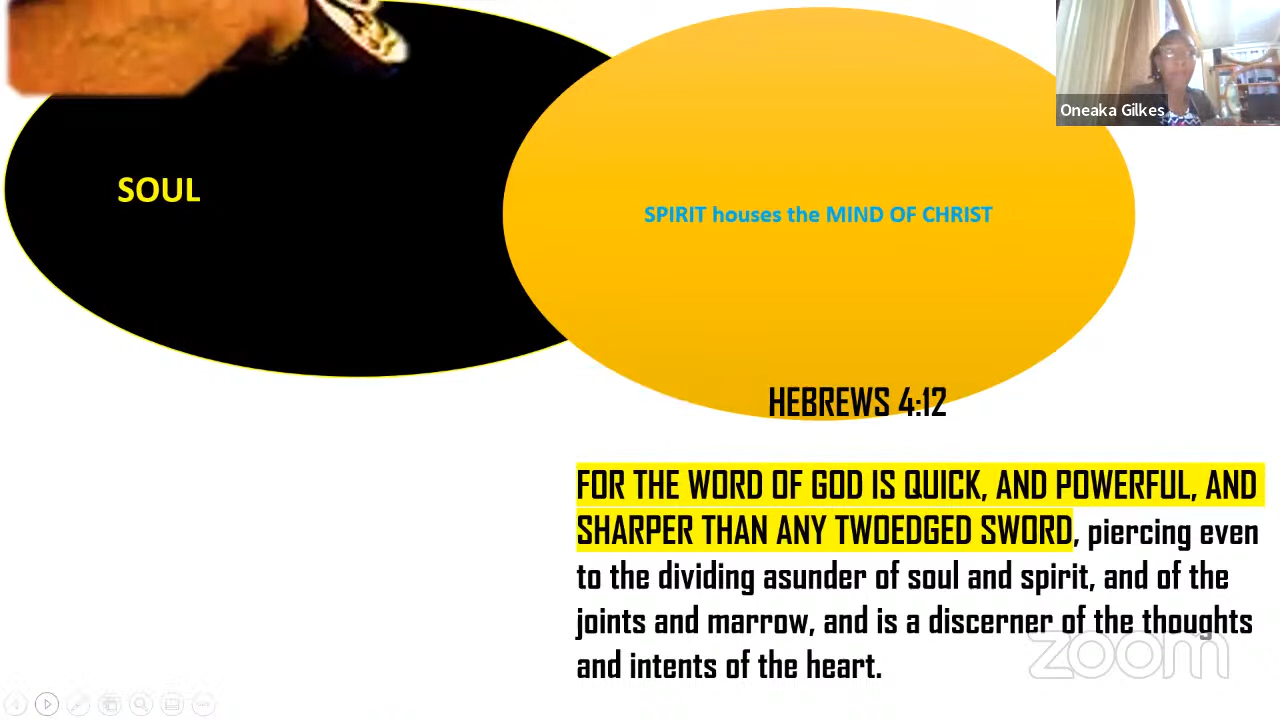 Oneaka Gilkes
SOUL
SPIRIT houses the MIND OF CHRIST
HEBREWS 4:12
FOR THE WORD OF GOD IS QUICK, AND POWERFUL, AND
SHARPER THAN ANY TWOEDGED SWORD, piercing even
to the dividing asunder of soul and spirit, and of the
joints and marrow, and is a discerner of the thoughts
and intents of the heart.
zoom